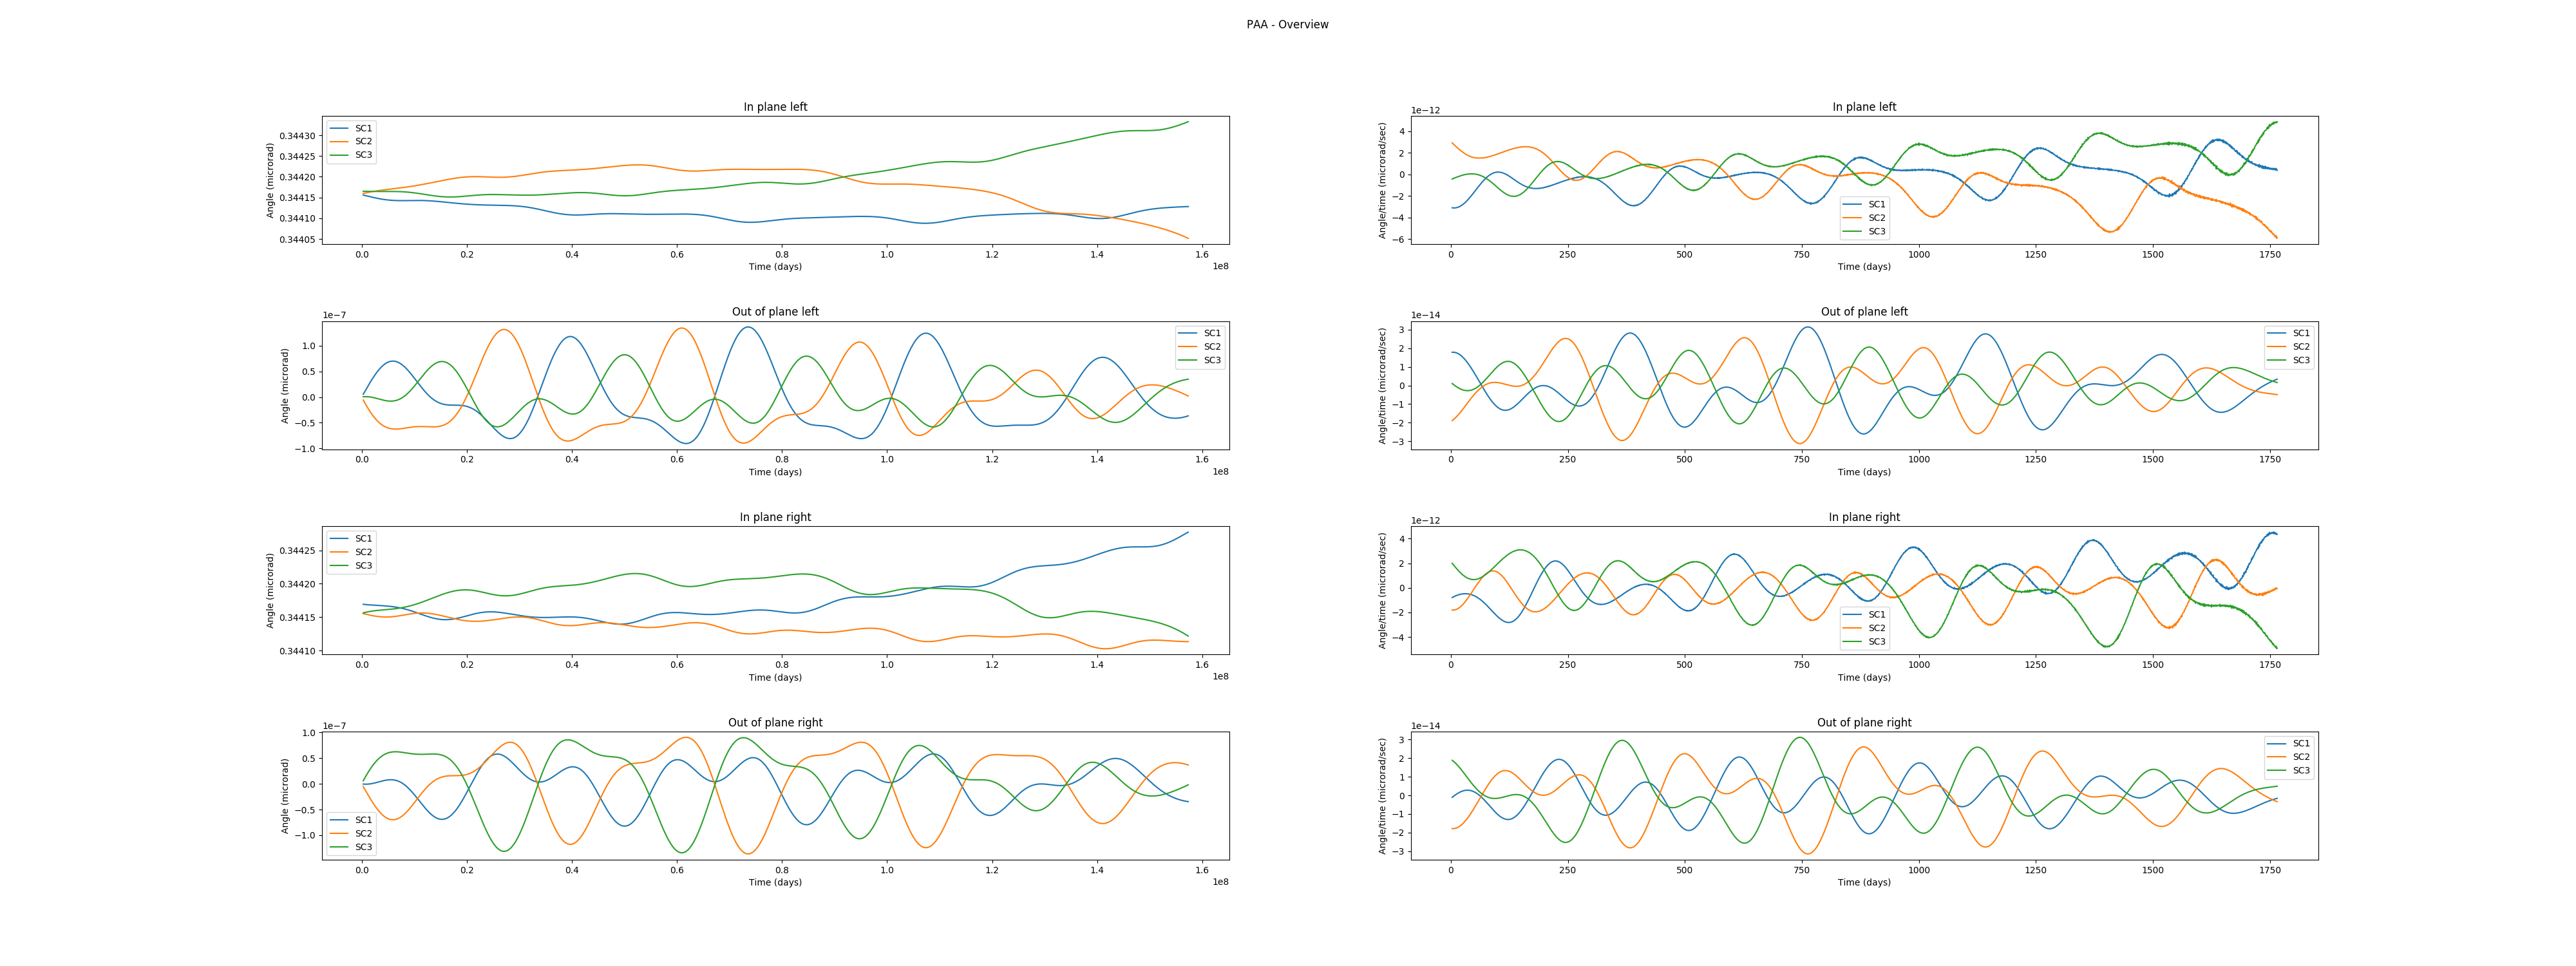 PAA - Overview
In plane left
Angle (microrad)
0.34430
0.34425
0.34420
0.34415
0.34410
0.34405
SC1
SC2
SC3
0.0 0.2 0.4 0.6 0.8 1.0 1.2 1.4 1.6
1e8
Time (days)
In plane left
1e−12
Angle/time (microrad/sec)
4
2
0
−2
−4
−6
SC1
SC2
SC3
0 250 500 750 1000 1250 1500 1750
Time (days)
Out of plane left
1e−7
Angle (microrad)
1.0
0.5
0.0
−0.5
−1.0
SC1
SC2
SC3
0.0 0.2 0.4 0.6 0.8 1.0 1.2 1.4 1.6
1e8
Time (days)
Out of plane left
1e−14
Angle/time (microrad/sec)
3
2
1
0
−1
−2
−3
SC1
SC2
SC3
0 250 500 750 1000 1250 1500 1750
Time (days)
In plane right
Angle (microrad)
0.34425
0.34420
0.34415
0.34410
SC1
SC2
SC3
0.0 0.2 0.4 0.6 0.8 1.0 1.2 1.4 1.6
1e8
Time (days)
In plane right
1e−12
Angle/time (microrad/sec)
4
2
0
−2
−4
SC1
SC2
SC3
0 250 500 750 1000 1250 1500 1750
Time (days)
Out of plane right
1e−7
Angle (microrad)
1.0
0.5
0.0
−0.5
−1.0
SC1
SC2
SC3
0.0 0.2 0.4 0.6 0.8 1.0 1.2 1.4 1.6
1e8
Time (days)
Out of plane right
1e−14
Angle/time (microrad/sec)
3
2
1
0
−1
−2
−3
SC1
SC2
SC3
0 250 500 750 1000 1250 1500 1750
Time (days)